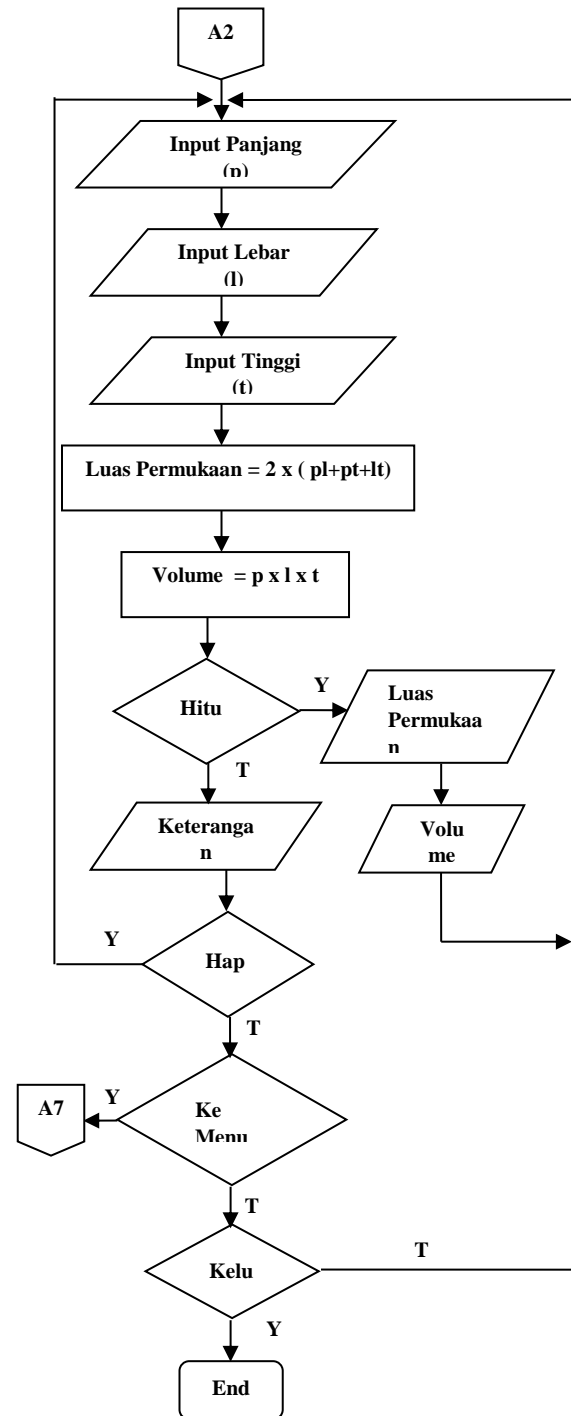 A2
Input Panjang
(p)
Input Lebar
(l)
Input Tinggi
(t)
Luas Permukaan = 2 x ( pl+pt+lt)
Volume = p x l x t
Hitu
Y
Luas
Permukaa
n
T
Keteranga
n
Volu
me
Y
Hap
T
A7
Y
Ke
Menu
T
Kelu
T
Y
End